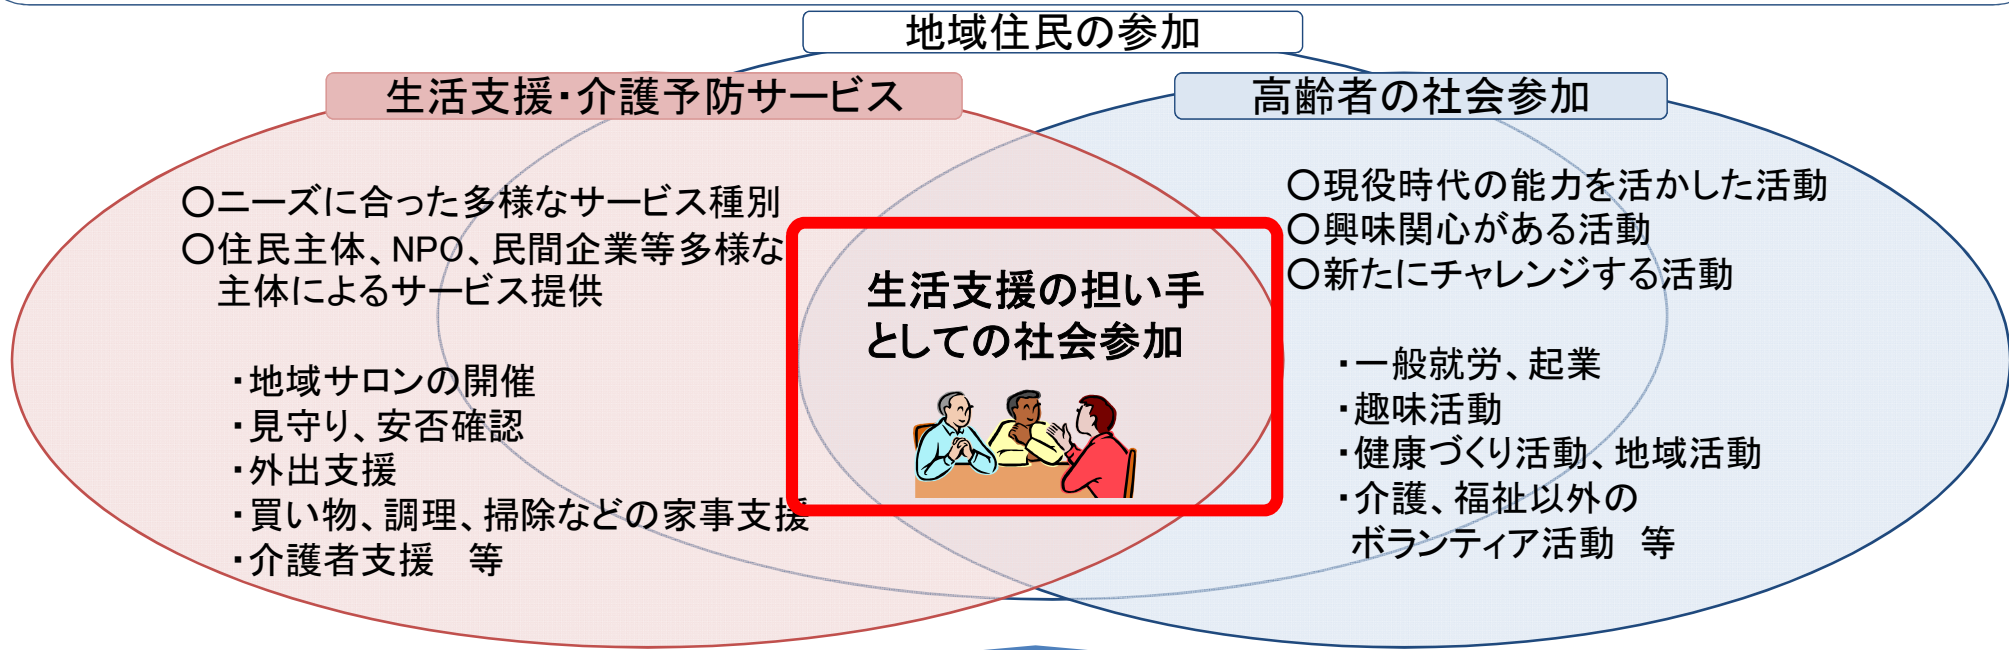 地域住民の参加
生活支援・介護予防サービス
○ニーズに合った多様なサービス種別
○住民主体、NPO、民間企業等多様な
主体によるサービス提供
・地域サロンの開催
・見守り、安否確認
・外出支援
・買い物、調理、掃除などの家事支援
・介護者支援　等
生活支援の担い手
としての社会参加
高齢者の社会参加
○現役時代の能力を活かした活動
○興味関心がある活動
○新たにチャレンジする活動
・一般就労、起業
・趣味活動
・健康づくり活動、地域活動
・介護、福祉以外の
ボランティア活動　等